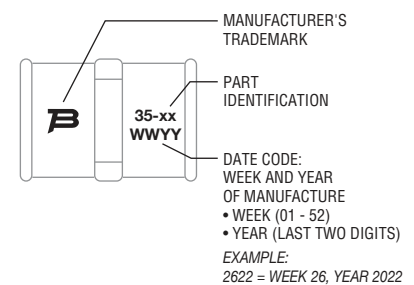 MANUFACTURER'S
TRADEMARK
PART
IDENTIFICATION
35-xx
WWYY
DATE CODE:
WEEK AND YEAR
OF MANUFACTURE
• WEEK (01 - 52)
• YEAR (LAST TWO DIGITS)
EXAMPLE:
2622 = WEEK 26, YEAR 2022